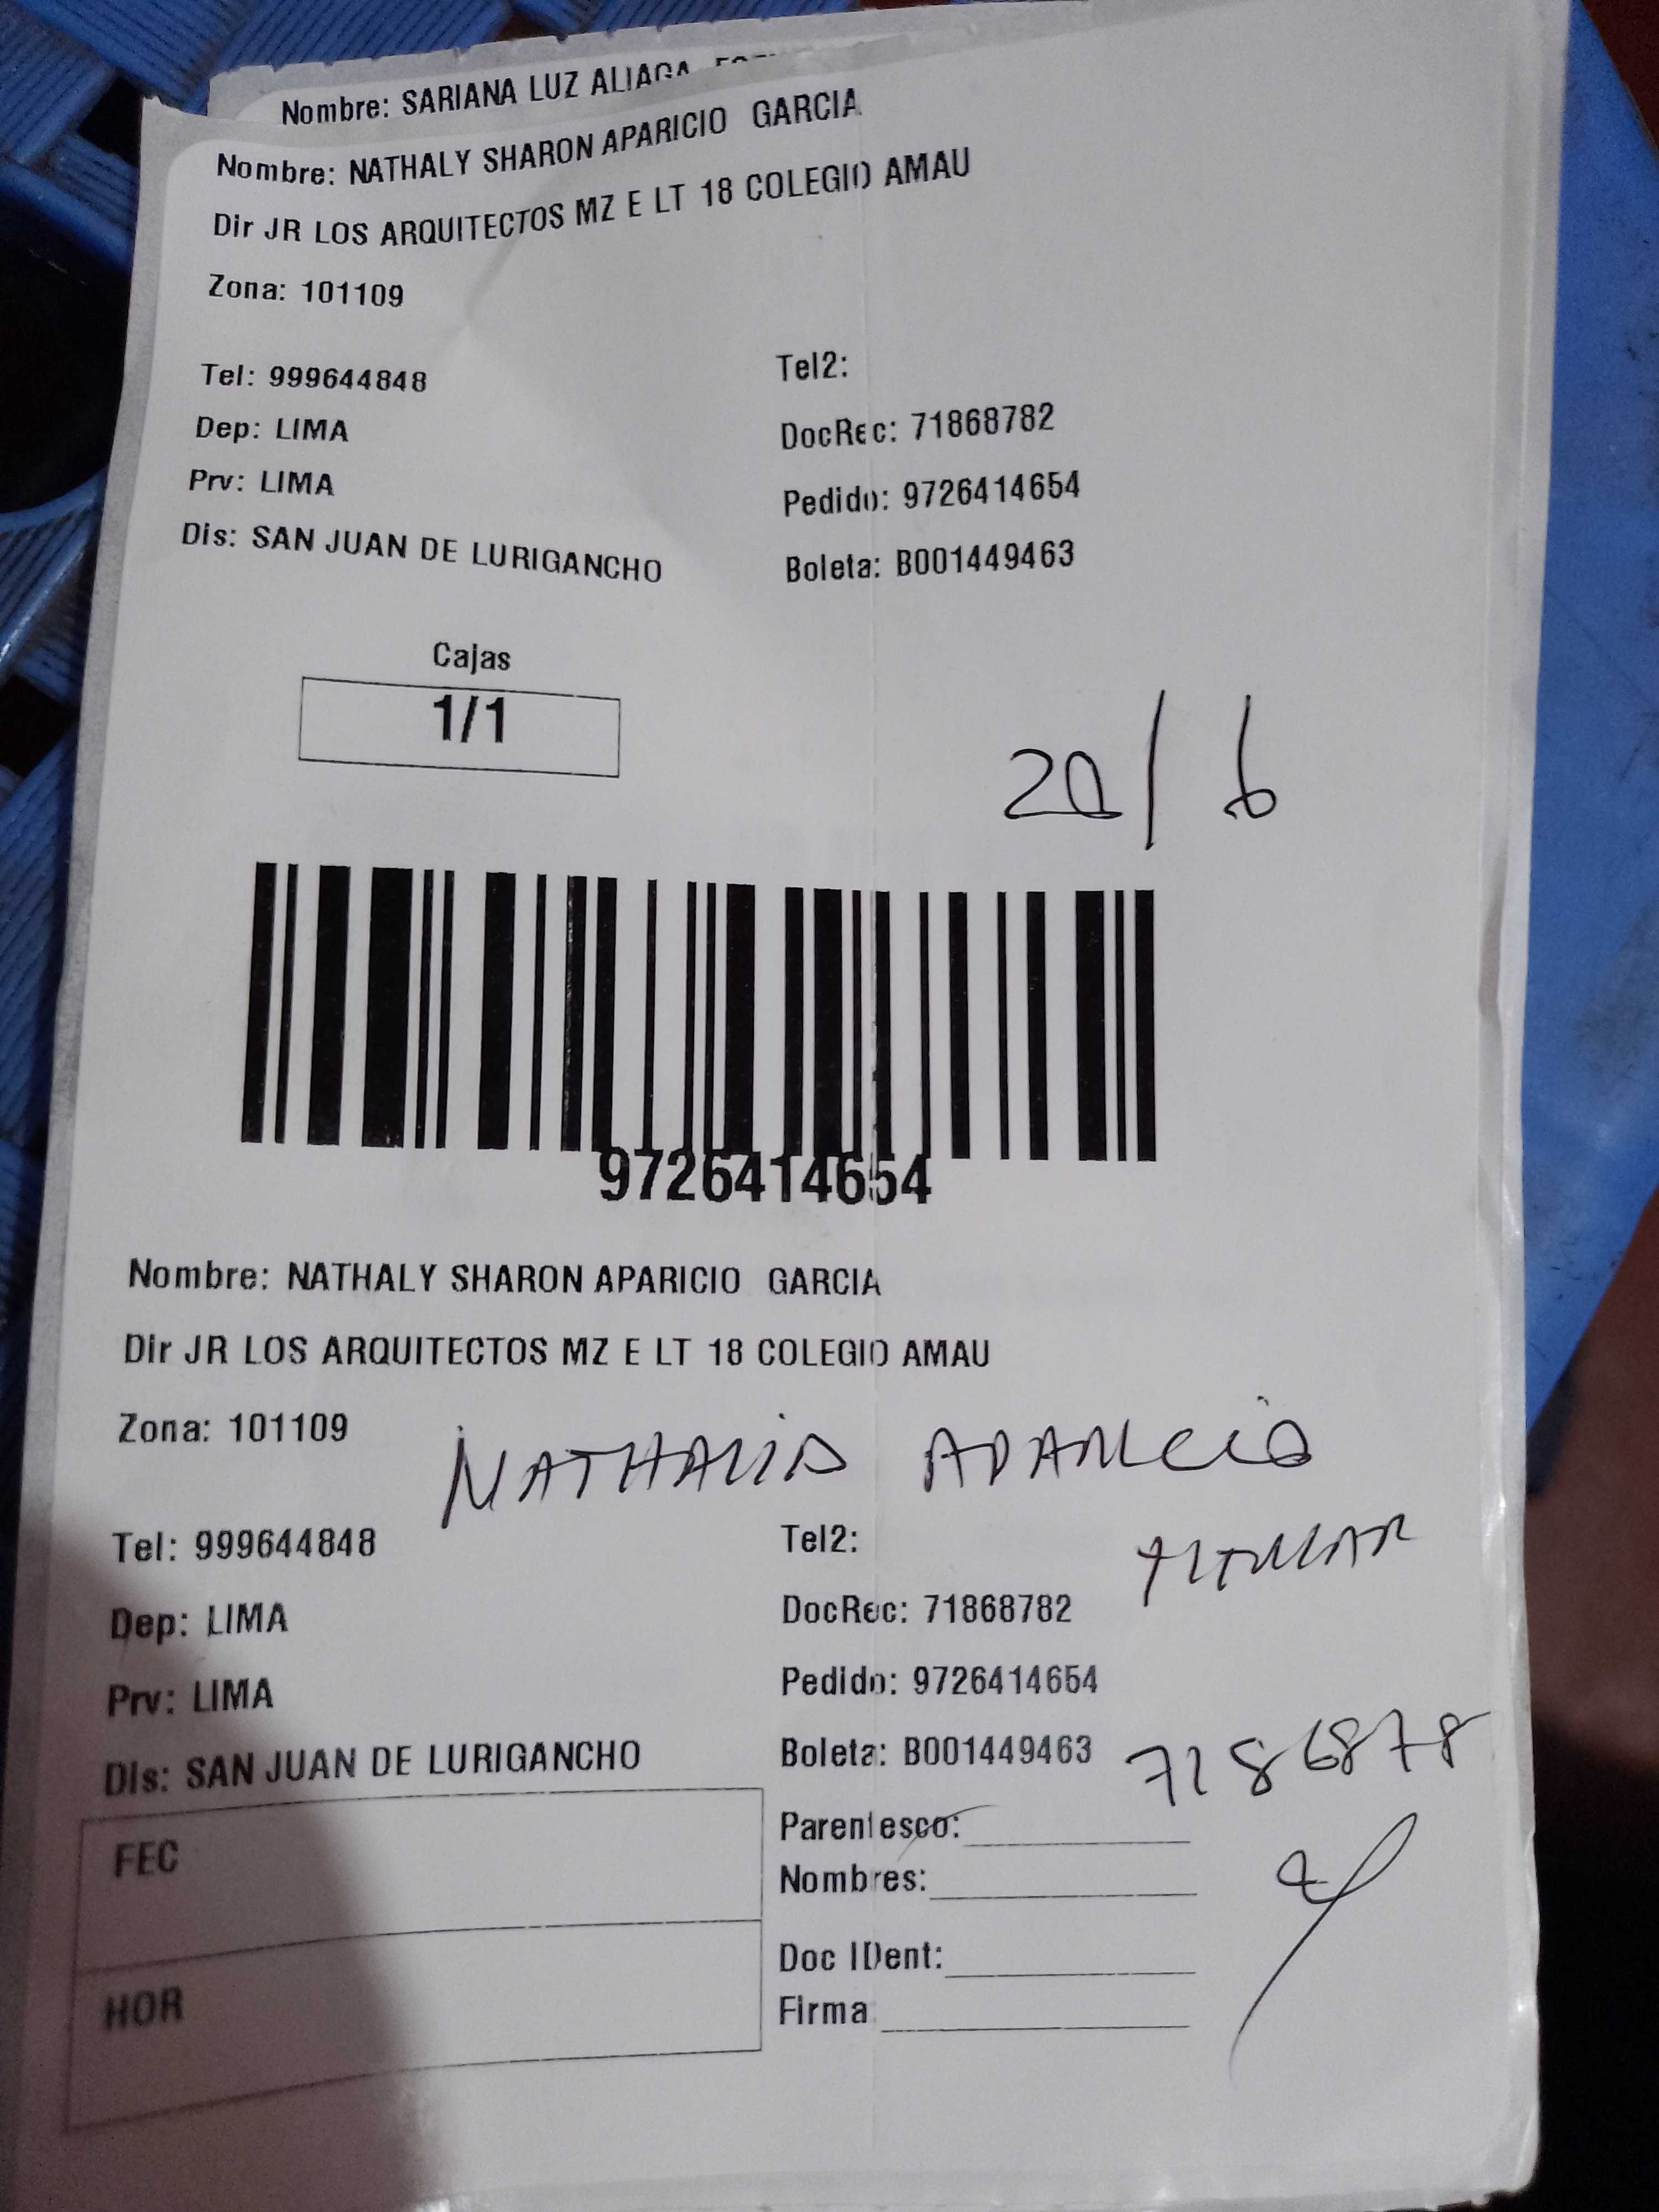 Nombre: SARIANA LUZ ALIAGA
Nombre: NATHALY SHARON APARICIO GARCIA
Dir JR LOS ARQUITECTOS MZ E LT 18 COLEGIO AMAU
Zona: 101109
Tel: 999644848 Tel2:
Dep: LIMA DocRec: 71868782
Prv: LIMA Pedido: 9726414654
Dis: SAN JUAN DE LURIGANCHO Boleta: B001449463
Cajas
1/1
20/6
9726414654
Nombre: NATHALY SHARON APARICIO GARCIA
Dir JR LOS ARQUITECTOS MZ E LT 18 COLEGIO AMAU
Zona: 101109
NATHALIA APARICIO
Tel: 999644848 Tel2:
TITULAR
Dep: LIMA DocRec: 71868782
Prv: LIMA Pedido: 9726414654
Dis: SAN JUAN DE LURIGANCHO Boleta: B001449463
7186878
FEC Parentesco:
Nombres:
HOR Doc IDent:
Firma